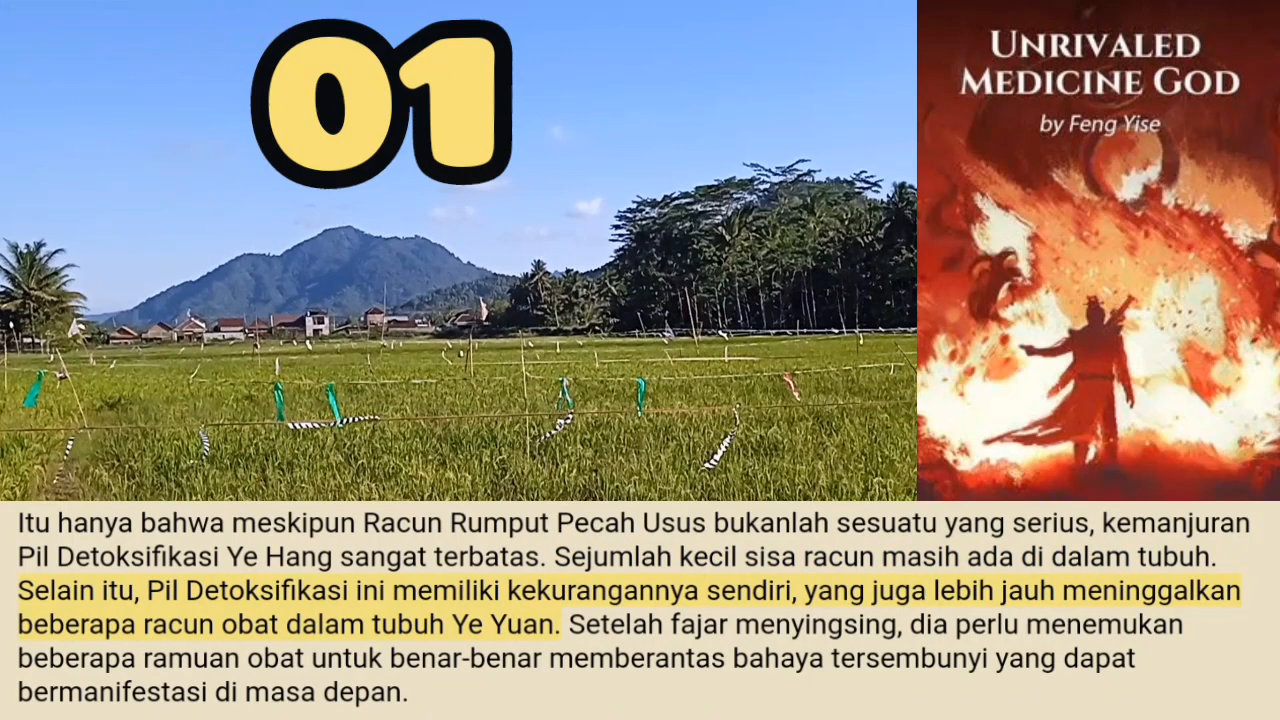 01
UNRIVALED
MEDICINE GOD
by Feng Yise
Itu hanya bahwa meskipun Racun Rumput Pecah Usus bukanlah sesuatu yang serius, kemanjuran
Pil Detoksifikasi Ye Hang sangat terbatas. Sejumlah kecil sisa racun masih ada di dalam tubuh.
Selain itu, Pil Detoksifikasi ini memiliki kekurangannya sendiri, yang juga lebih jauh meninggalkan
beberapa racun obat dalam tubuh Ye Yuan. Setelah fajar menyingsing, dia perlu menemukan
beberapa ramuan obat untuk benar-benar memberantas bahaya tersembunyi yang dapat
bermanifestasi di masa depan.